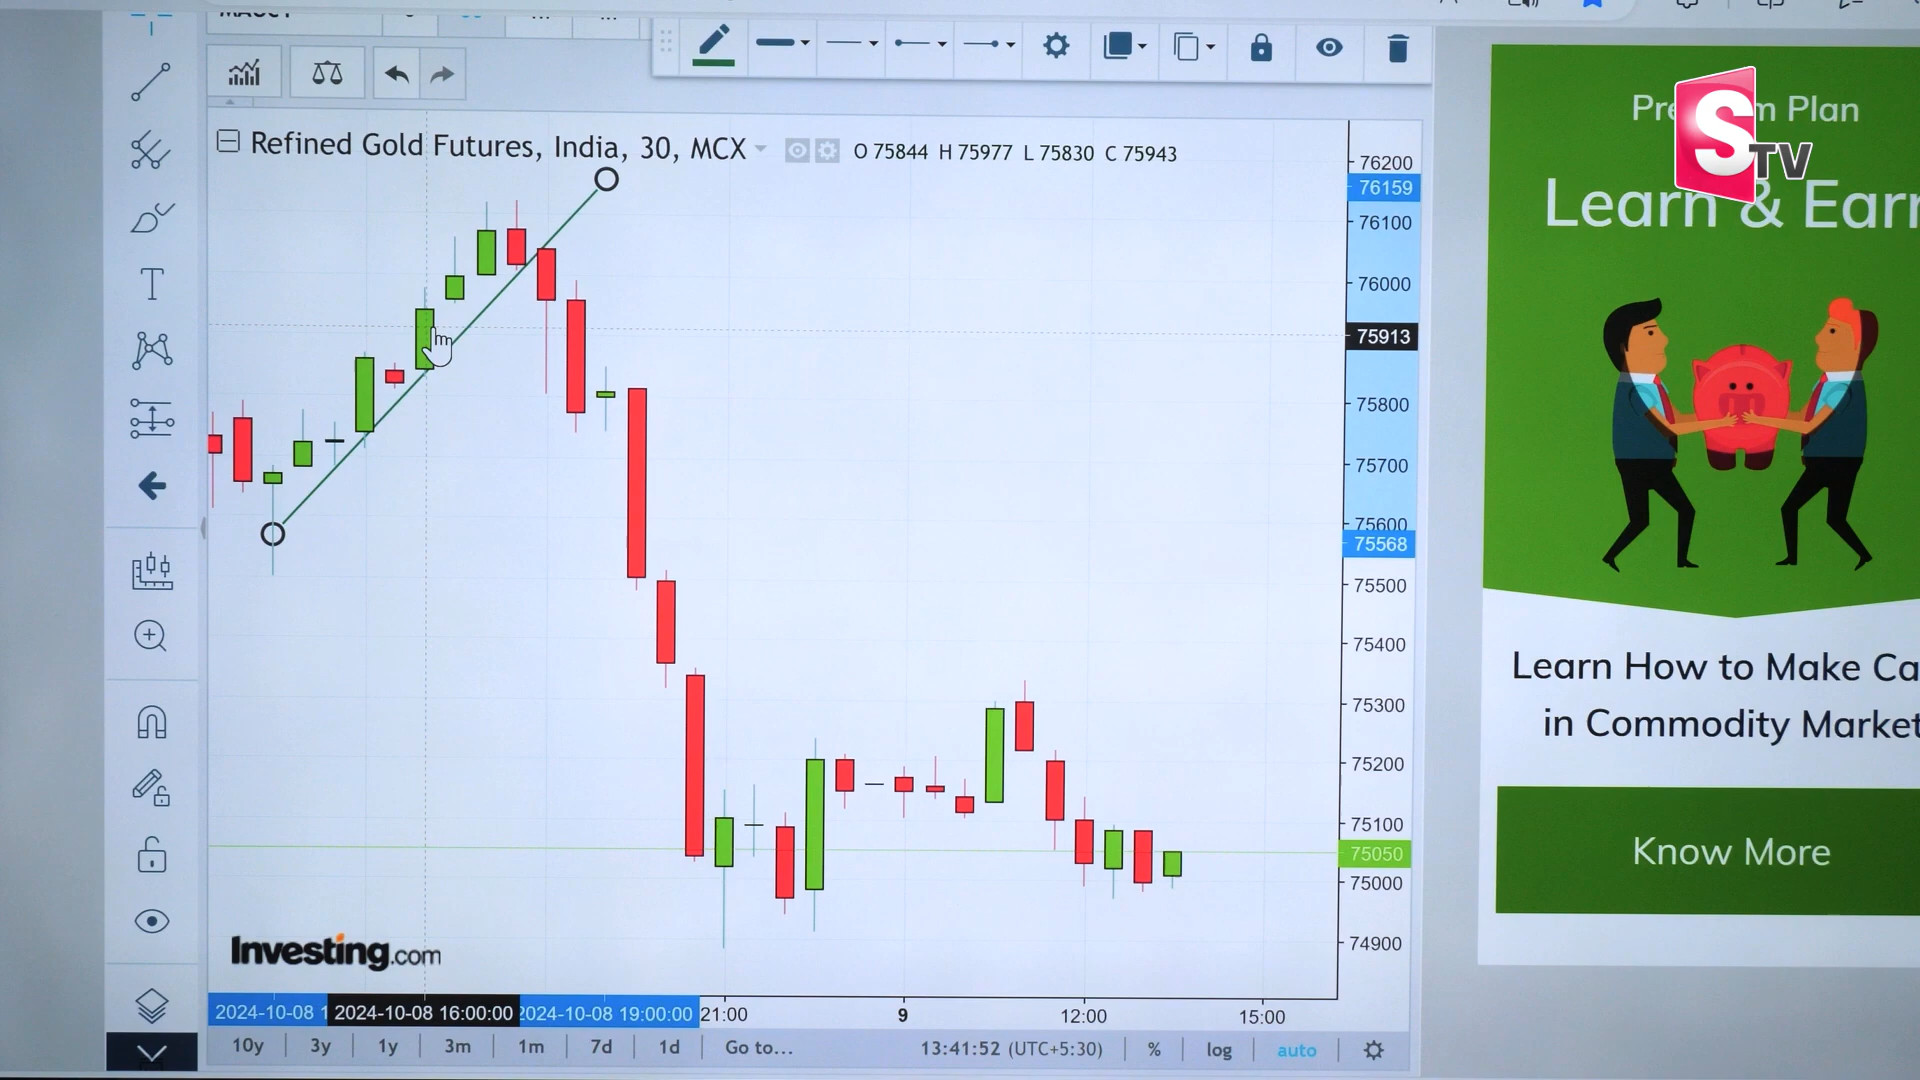 Refined Gold Futures, India, 30, MCX
O 75844 H 75977 L 75830 C 75943
76200
76159
76100
76000
75913
75800
75700
75600
75568
75500
75400
75300
75200
75100
75050
75000
74900
Investing.com
2024-10-08 1
2024-10-08 16:00:00
2024-10-08 19:00:00
21:00
9
12:00
15:00
10y 3y 1y 3m 1m 7d 1d Go to...
13:41:52 (UTC+5:30) % log auto
Plan
S TV
Learn & Earn
Learn How to Make Ca
in Commodity Market
Know More